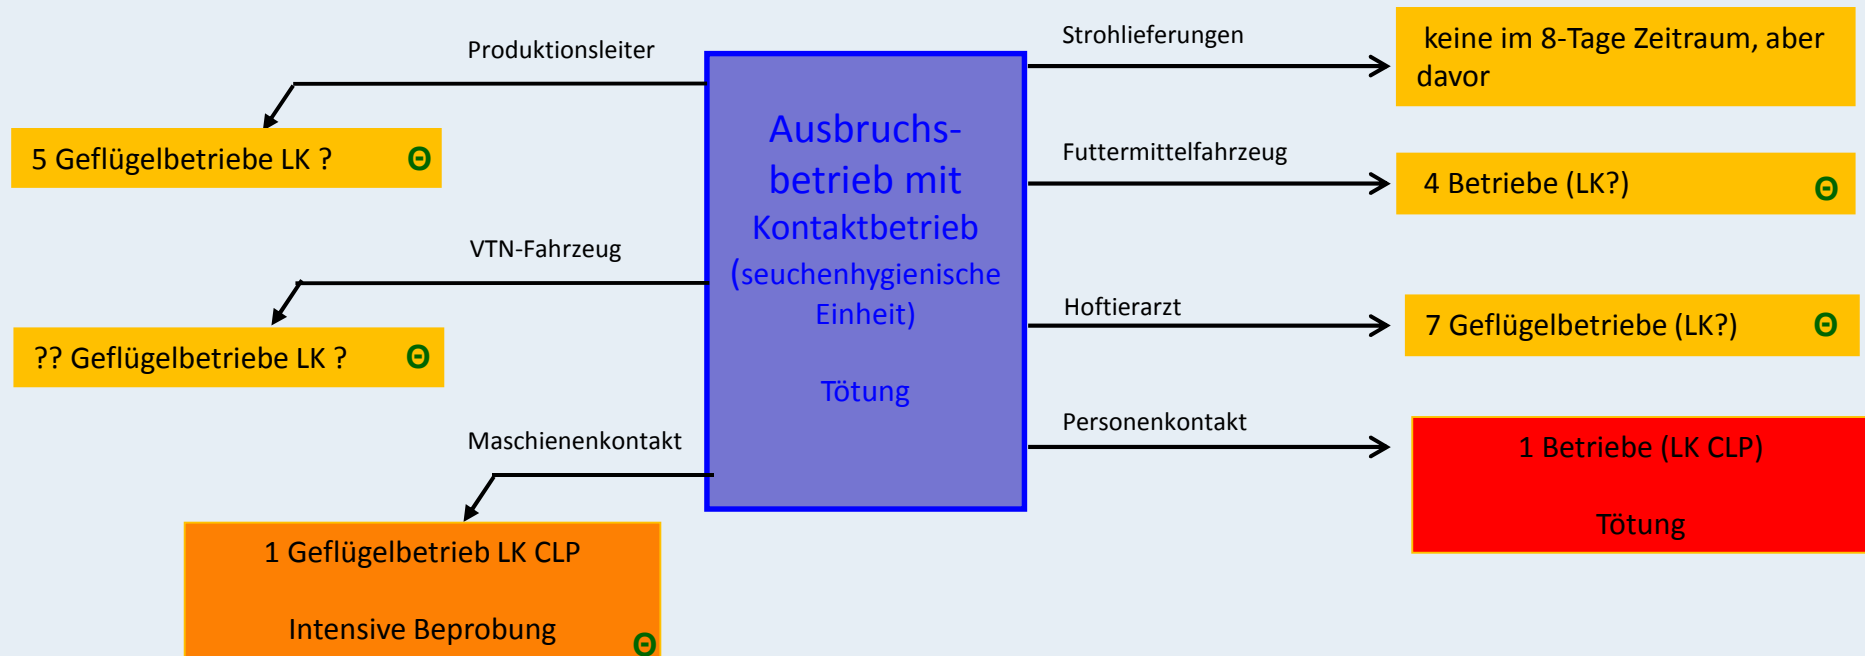 Produktionsleiter
5 Geflügelbetriebe LK ? Θ
VTN-Fahrzeug
?? Geflügelbetriebe LK ? Θ
Maschienenkontakt
1 Geflügelbetrieb LK CLP
Intensive Beprobung
Θ
Ausbruchs-
betrieb mit
Kontaktbetrieb
(seuchenhygienische
Einheit)
Tötung
Strohlieferungen
keine im 8-Tage Zeitraum, aber
davor
Futtermittelfahrzeug
4 Betriebe (LK?) Θ
Hoftierarzt
7 Geflügelbetriebe (LK?) Θ
Personenkontakt
1 Betriebe (LK CLP)
Tötung